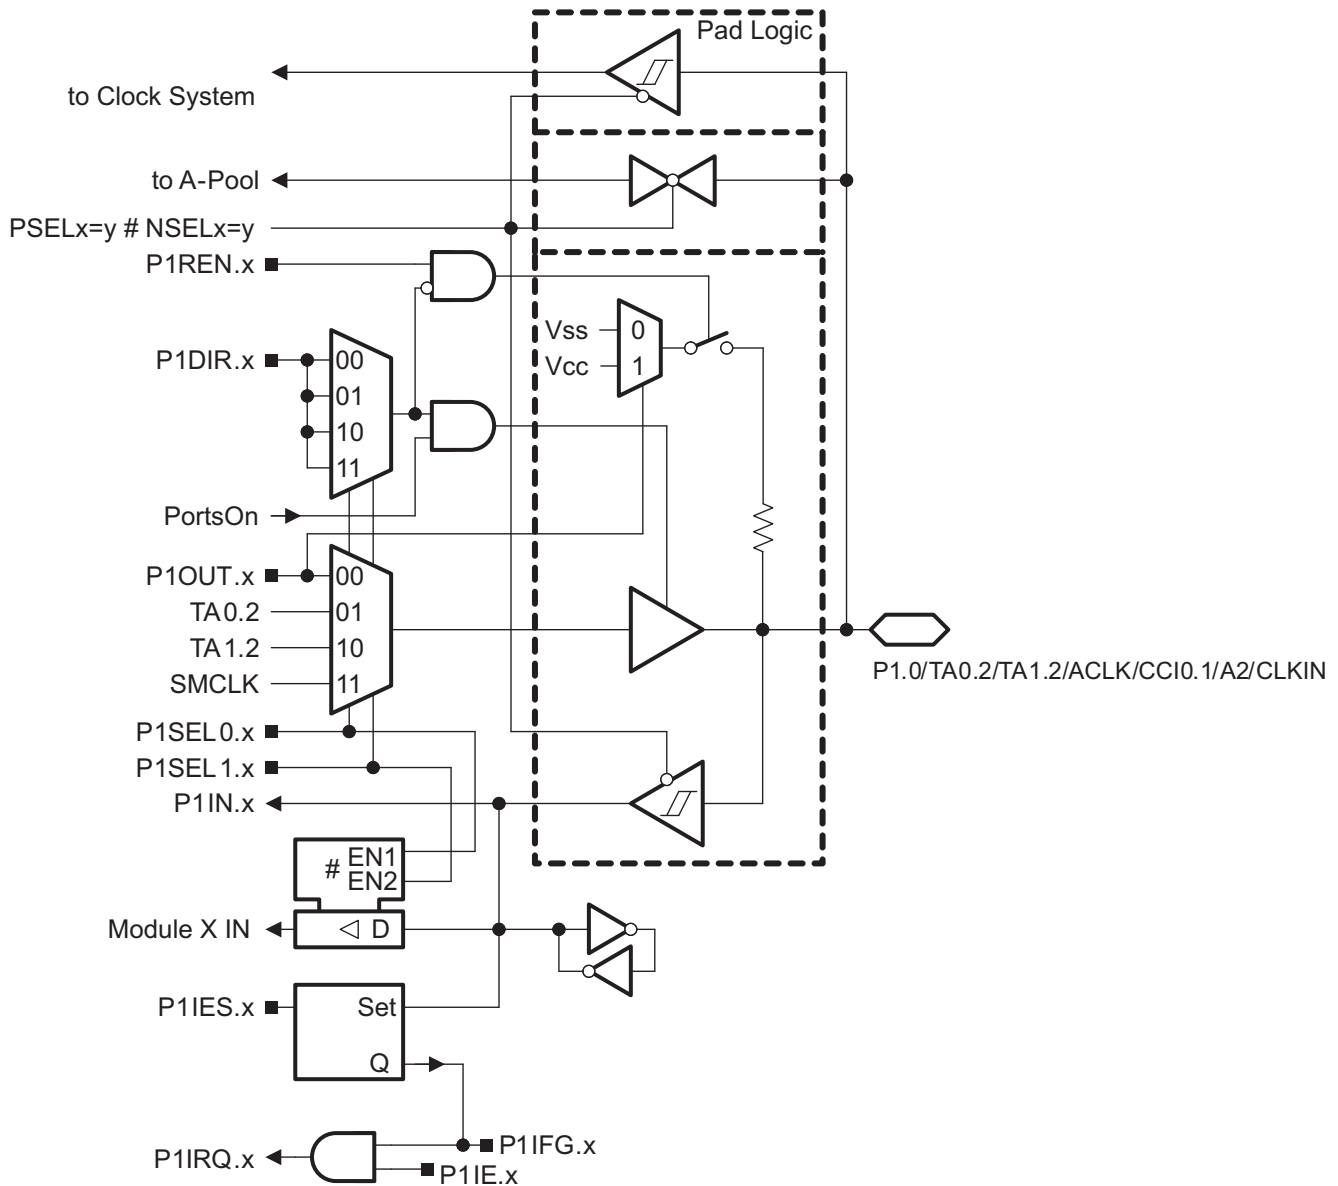 Pad Logic
to Clock System
to A-Pool
PSELx=y # NSELx=y
P1REN.x
Vss
0
Vcc
1
P1DIR.x
00
01
10
11
PortsOn
P1OUT.x
00
TA0.2
01
TA1.2
10
SMCLK
11
P1.0/TA0.2/TA1.2/ACLK/CCI0.1/A2/CLKIN
P1SEL0.x
P1SEL1.x
P1IN.x
# EN1
EN2
Module X IN
D
P1IES.x
Set
Q
P1IRQ.x
P1IFG.x
P1IE.x